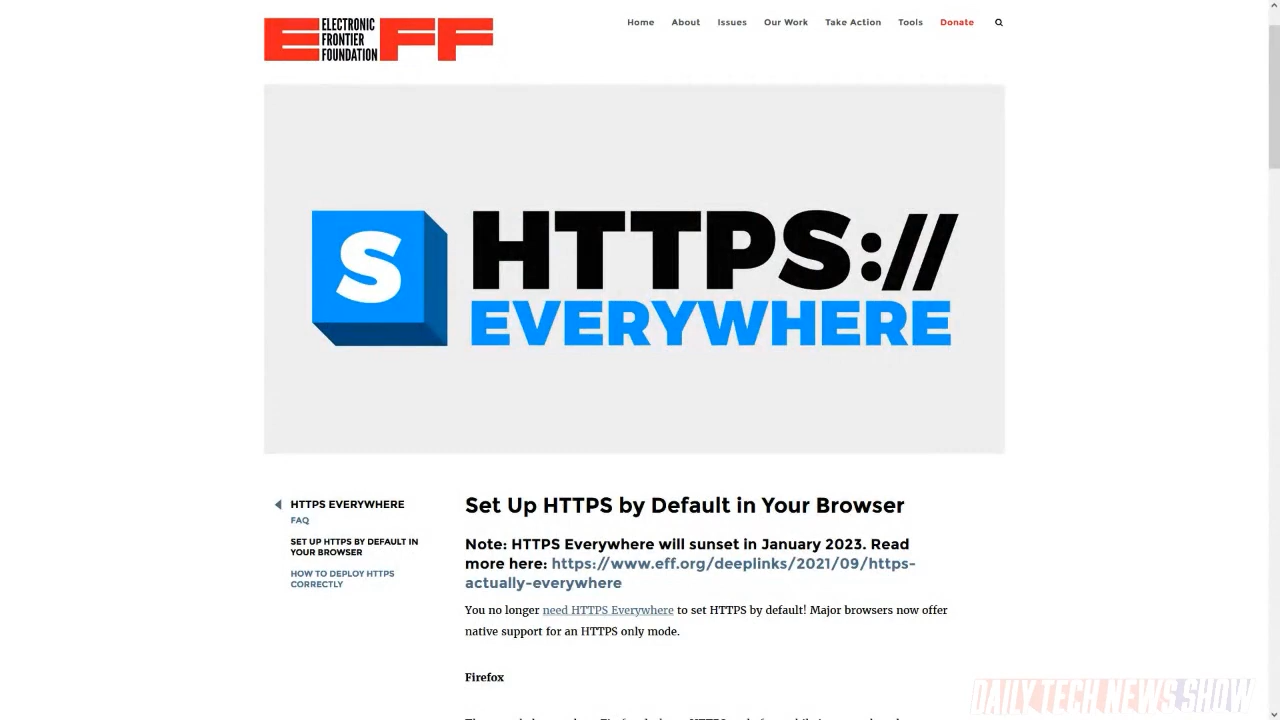 ELECTRONIC
FRONTIER
FOUNDATION
EFF
Home About Issues Our Work Take Action Tools Donate
S
HTTPS://
EVERYWHERE
HTTPS EVERYWHERE
FAQ
SET UP HTTPS BY DEFAULT IN
YOUR BROWSER
HOW TO DEPLOY HTTPS
CORRECTLY
Set Up HTTPS by Default in Your Browser
Note: HTTPS Everywhere will sunset in January 2023. Read
more here: https://www.eff.org/deeplinks/2021/09/https-
actually-everywhere
You no longer need HTTPS Everywhere to set HTTPS by default! Major browsers now offer
native support for an HTTPS only mode.
Firefox
DAILY TECH NEWS SHOW